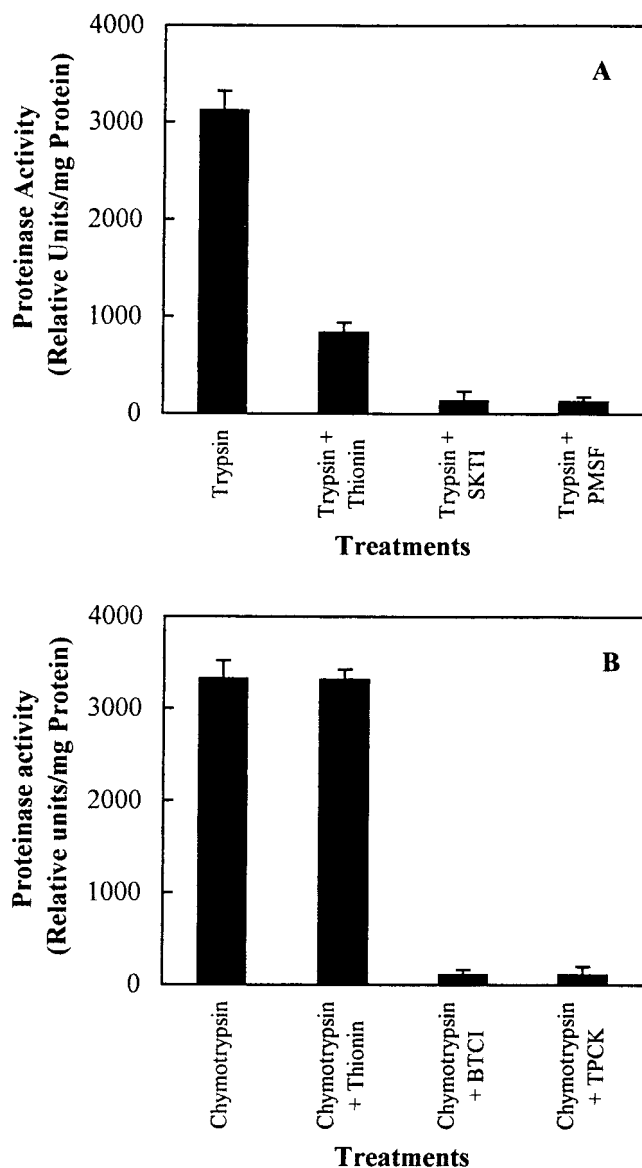 A
Proteinase Activity
(Relative Units/mg Protein)
4000
3000
2000
1000
0
Trypsin
Trypsin +
Thionin
Trypsin +
SKTI
Trypsin +
PMSF
Treatments
B
Proteinase activity
(Relative units/mg Protein)
4000
3000
2000
1000
0
Chymotrypsin
Chymotrypsin
+ Thionin
Chymotrypsin
+ BTCI
Chymotrypsin
+ TPCK
Treatments